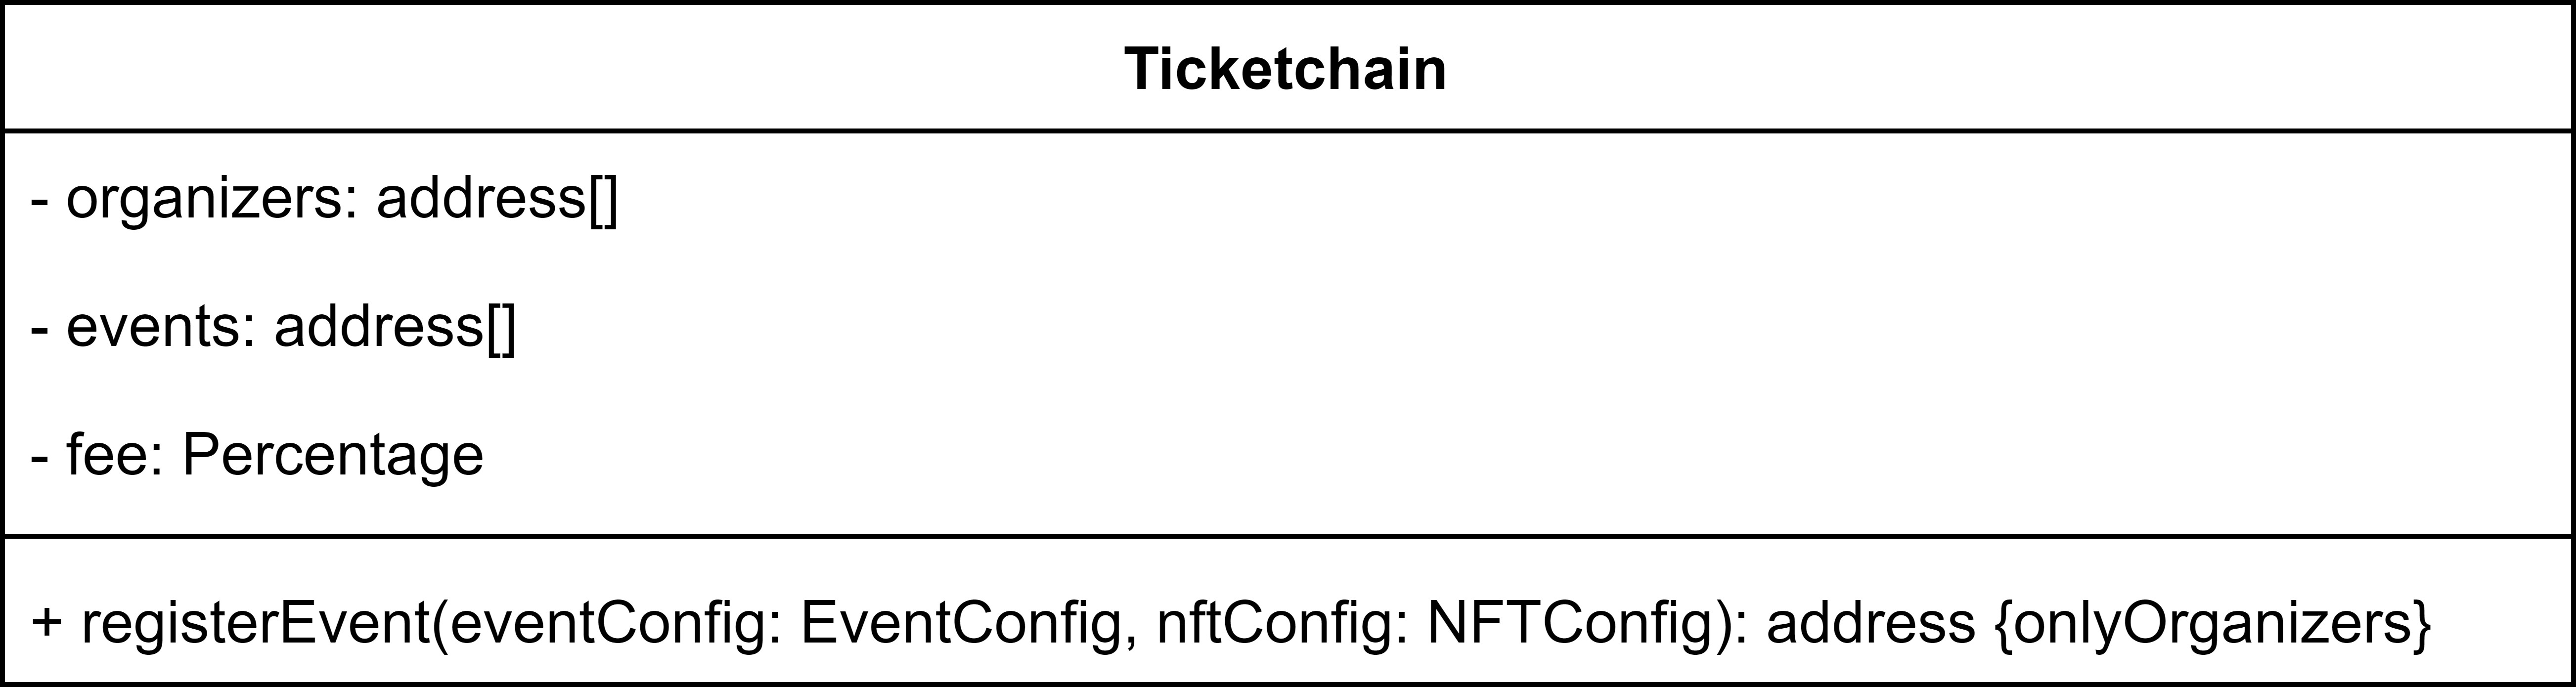 Ticketchain
- organizers: address[]
- events: address[]
- fee: Percentage
+ registerEvent(eventConfig: EventConfig, nftConfig: NFTConfig): address {onlyOrganizers}